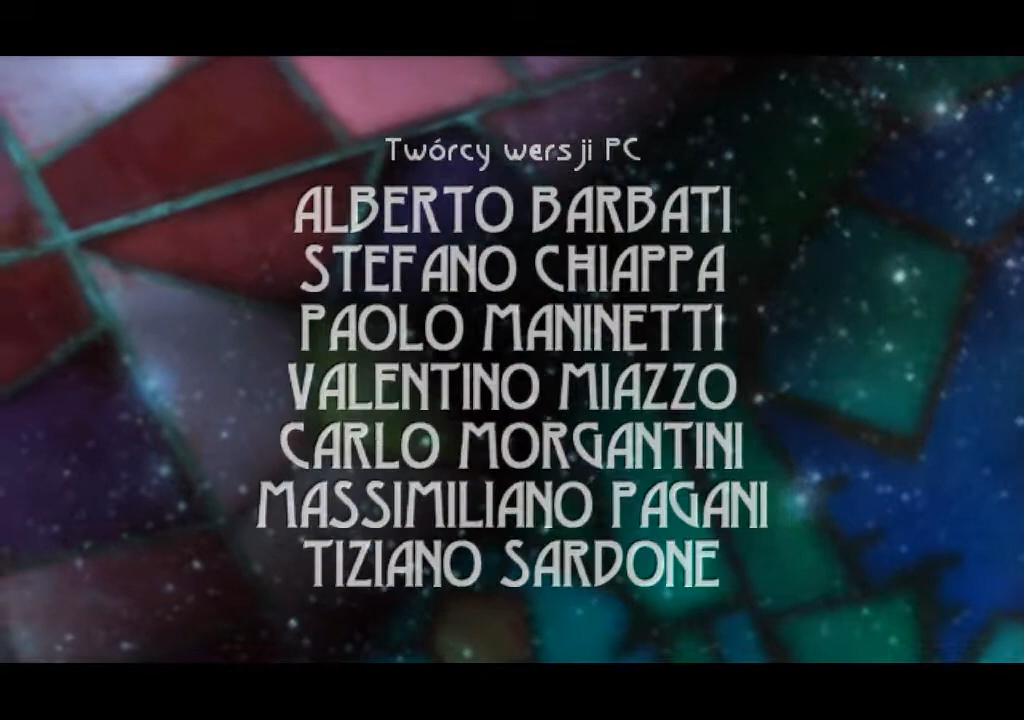 Twórcy wersji PC
ALBERTO BARBATI
STEFANO CHIAPPA
PAOLO MANINETTI
VALENTINO MIAZZO
CARLO MORGANTINI
MASSIMILIANO PAGANI
TIZIANO SARDONE